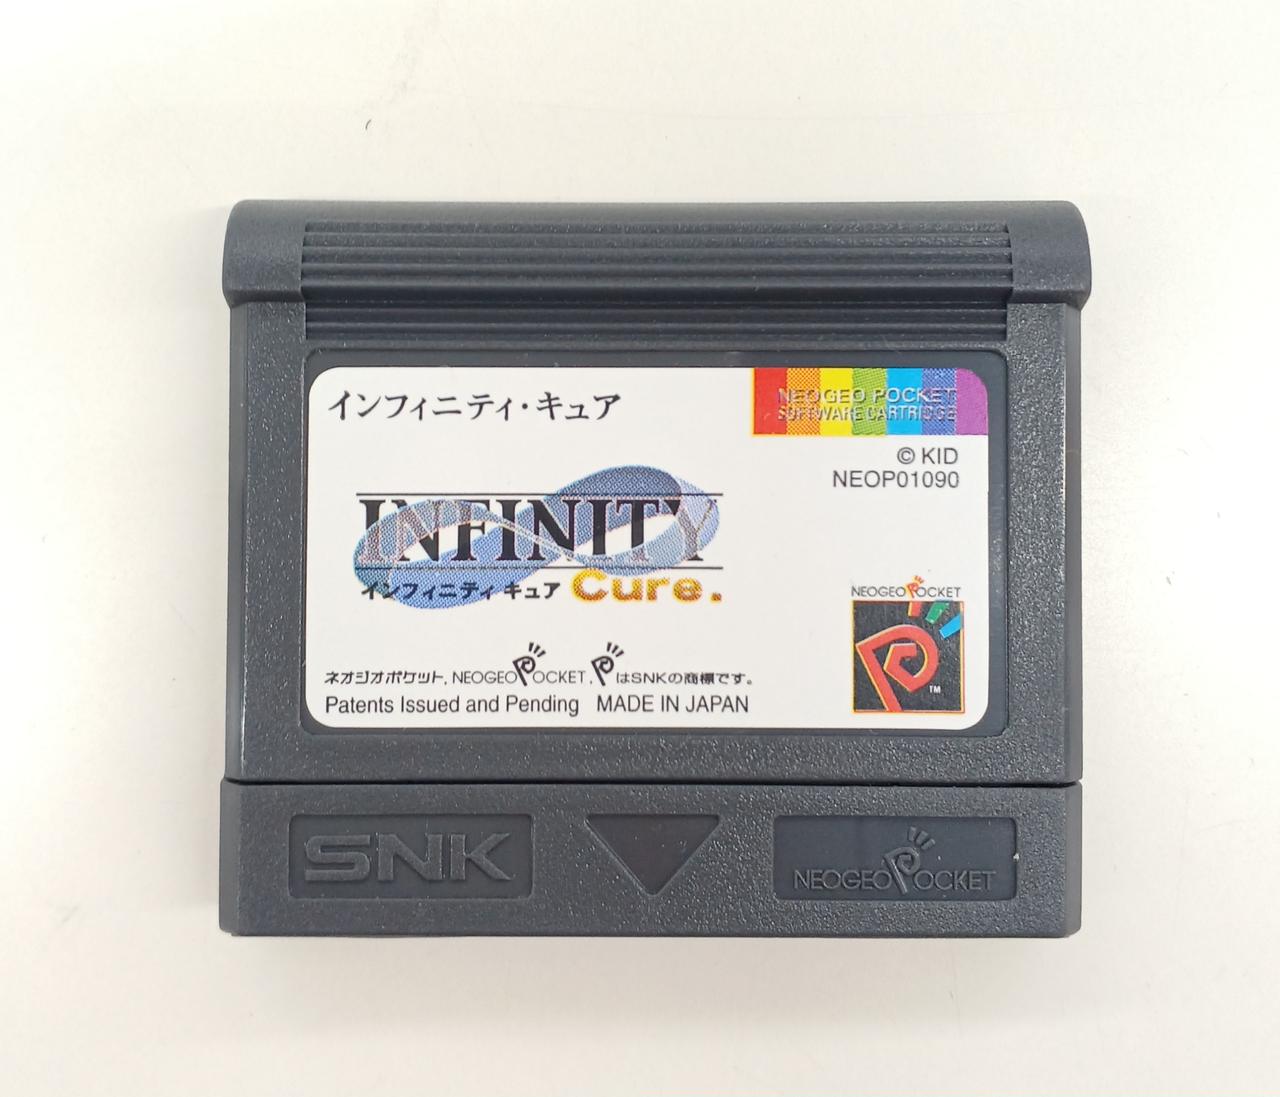 インフィニティ・キュア
NEOGEO POCKET
SOFTWARE CARTRIDGE
© KID
NEOP01090
INFINITY
インフィニティ キュア Cure.
NEOGEO POCKET
TM
ネオジオポケット, NEOGEO POCKET, PはSNKの商標です。
Patents Issued and Pending MADE IN JAPAN
SNK
NEOGEO POCKET